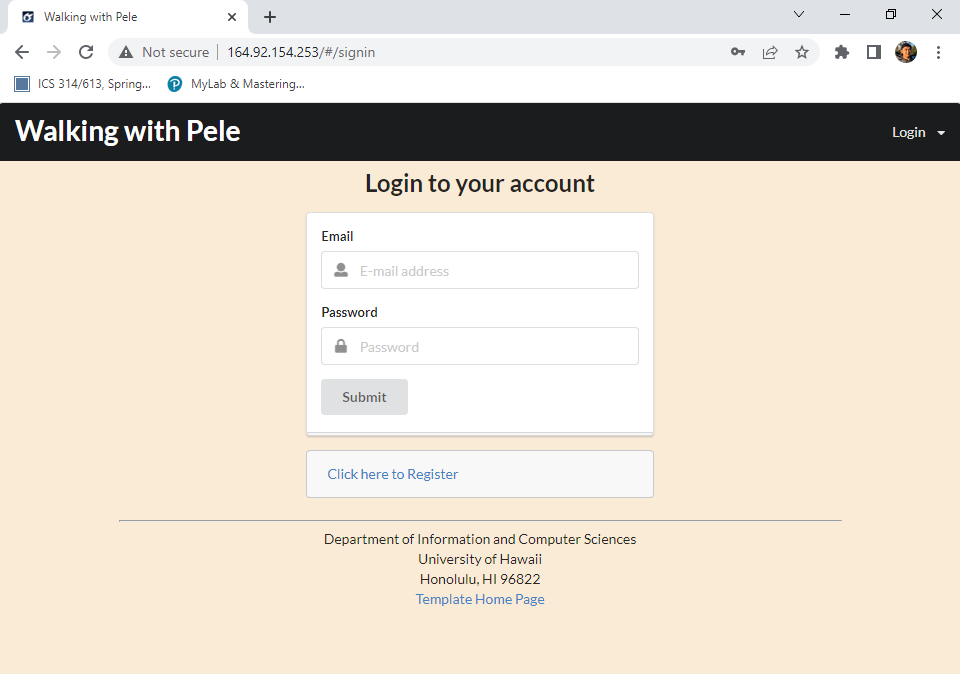 Walking with Pele
Not secure 164.92.154.253/#/signin
ICS 314/613, Spring... MyLab & Mastering...
Walking with Pele Login
Login to your account
Email
E-mail address
Password
Password
Submit
Click here to Register
Department of Information and Computer Sciences
University of Hawaii
Honolulu, HI 96822
Template Home Page